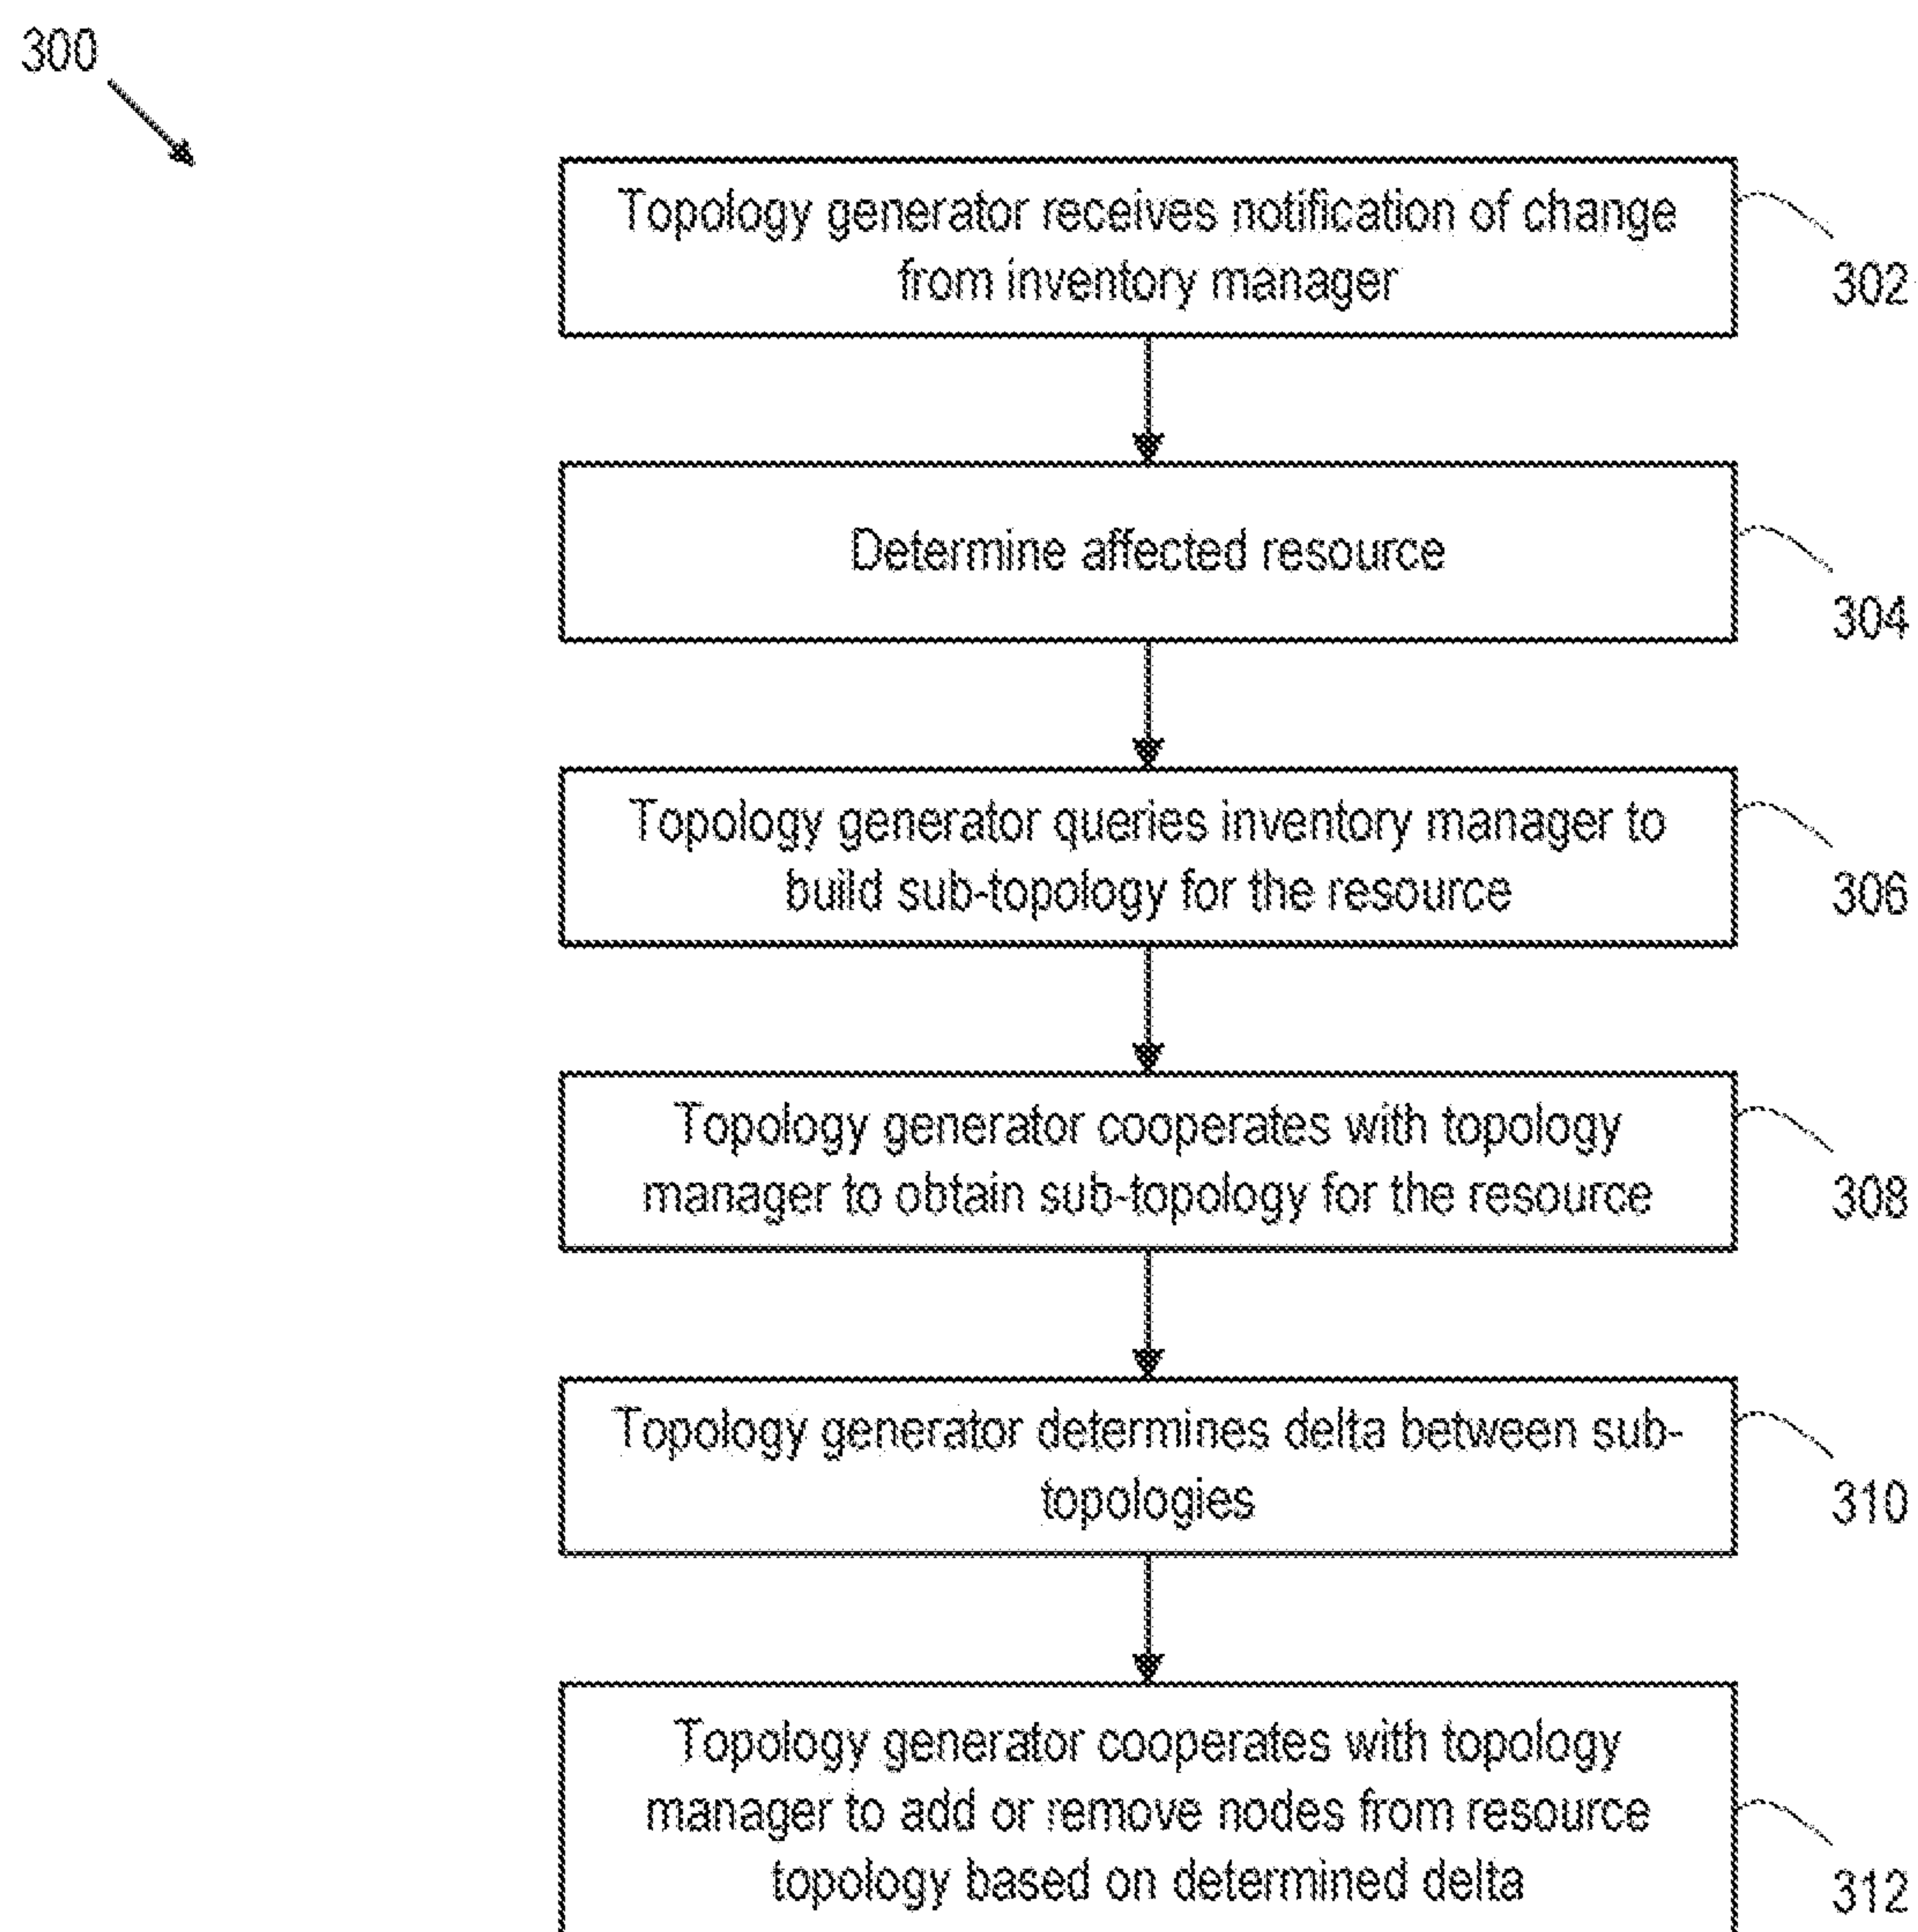 300
Topology generator receives notification of change
from inventory manager
302
Determine affected resource
304
Topology generator queries inventory manager to
build sub-topology for the resource
306
Topology generator cooperates with topology
manager to obtain sub-topology for the resource
308
Topology generator determines delta between sub-
topologies
310
Topology generator cooperates with topology
manager to add or remove nodes from resource
topology based on determined delta
312